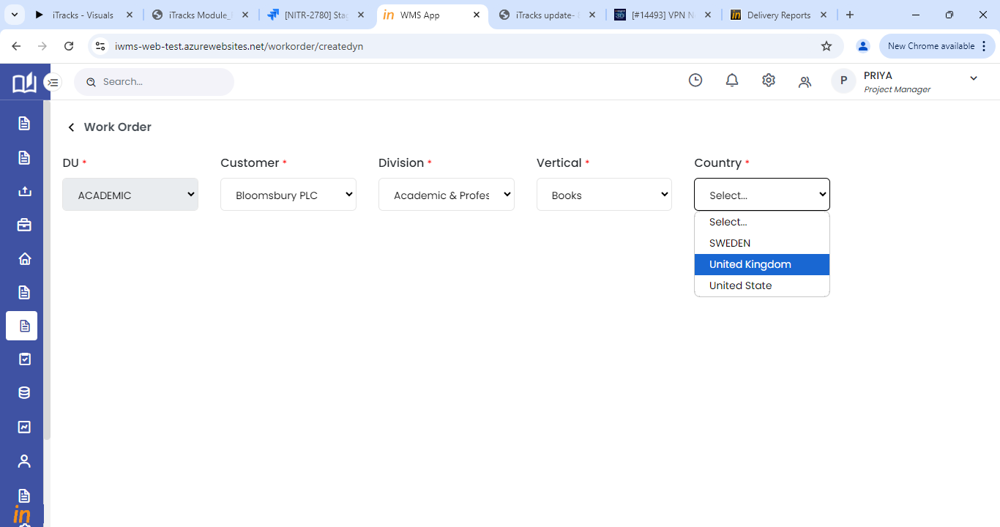 iTracks - Visuals
iTracks Module_
[NITR-2780] Stac
WMS App
iTracks update-
[#14493] VPN N
Delivery Reports
iwms-web-test.azurewebsites.net/workorder/createdyn
New Chrome available
Search...
P
PRIYA
Project Manager
Work Order
DU *
Customer *
Division *
Vertical *
Country *
ACADEMIC
Bloomsbury PLC
Academic & Profes
Books
Select...
Select...
SWEDEN
United Kingdom
United State
in